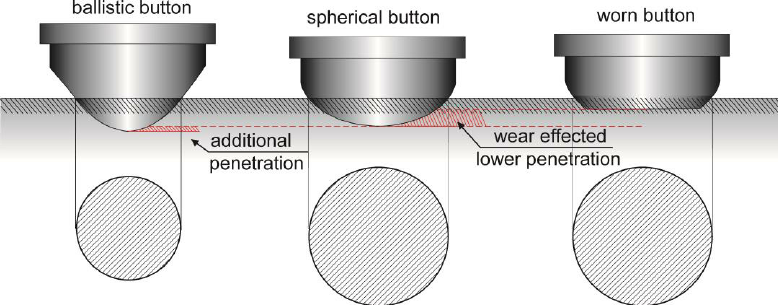 ballistic button
spherical button
worn button
additional
penetration
wear effected
lower penetration